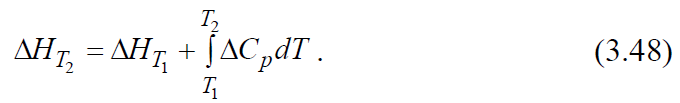 ΔH_{T_2} = ΔH_{T_1} + ∫_{T_1}^{T_2} ΔC_p dT . (3.48)